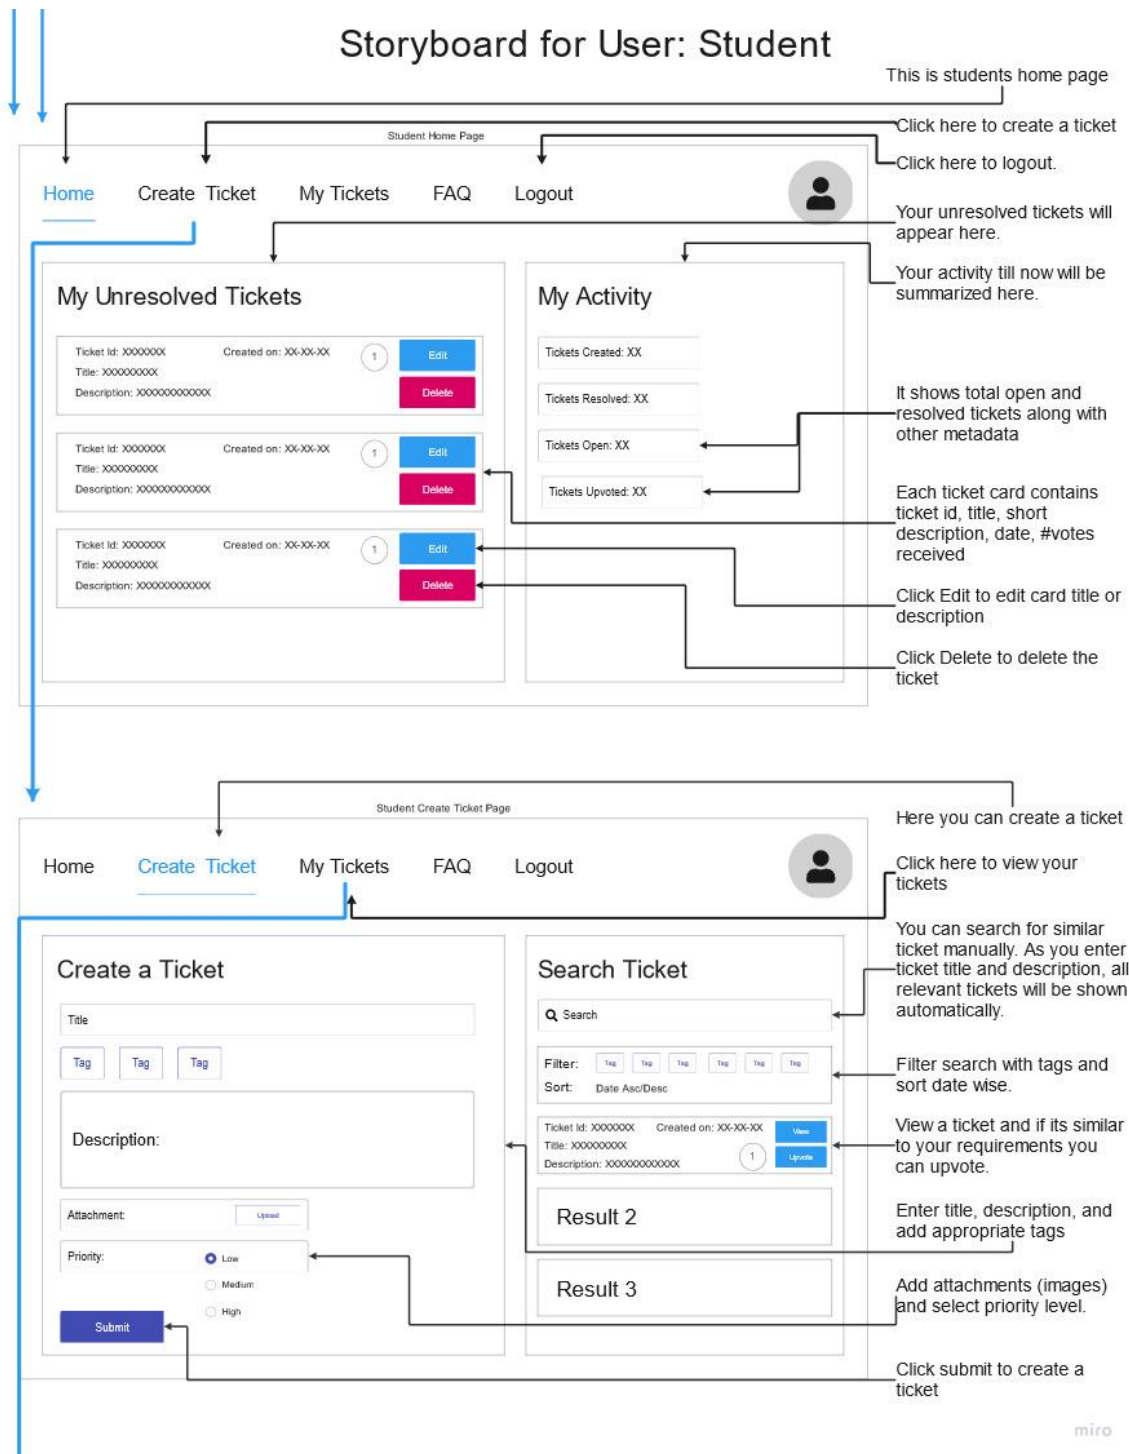 Storyboard for User: Student
This is students home page
Click here to create a ticket
Student Home Page
Click here to logout.
Home Create Ticket My Tickets FAQ Logout
Your unresolved tickets will
appear here.
Your activity till now will be
summarized here.
My Unresolved Tickets
Ticket Id: XXXXXXX Created on: XX-XX-XX 1 Edit
Title: XXXXXXXXX
Description: XXXXXXXXXXXX Delete
Ticket Id: XXXXXXX Created on: XX-XX-XX 1 Edit
Title: XXXXXXXXX
Description: XXXXXXXXXXXX Delete
Ticket Id: XXXXXXX Created on: XX-XX-XX 1 Edit
Title: XXXXXXXXX
Description: XXXXXXXXXXXX Delete
My Activity
Tickets Created: XX
Tickets Resolved: XX
Tickets Open: XX
Tickets Upvoted: XX
It shows total open and
resolved tickets along with
other metadata
Each ticket card contains
ticket id, title, short
description, date, #votes
received
Click Edit to edit card title or
description
Click Delete to delete the
ticket
Student Create Ticket Page
Here you can create a ticket
Home Create Ticket My Tickets FAQ Logout
Click here to view your
tickets
You can search for similar
ticket manually. As you enter
ticket title and description, all
relevant tickets will be shown
automatically.
Create a Ticket
Title
Tag Tag Tag
Description:
Attachment: Upload
Priority: Low
Medium
High
Submit
Search Ticket
Search
Filter: Tag Tag Tag Tag Tag Tag
Sort: Date Asc/Desc
Ticket Id: XXXXXXX Created on: XX-XX-XX View
Title: XXXXXXXXX
Description: XXXXXXXXXXXX 1 Upvote
Result 2
Result 3
Filter search with tags and
sort date wise.
View a ticket and if its similar
to your requirements you
can upvote.
Enter title, description, and
add appropriate tags
Add attachments (images)
and select priority level.
Click submit to create a
ticket
miro